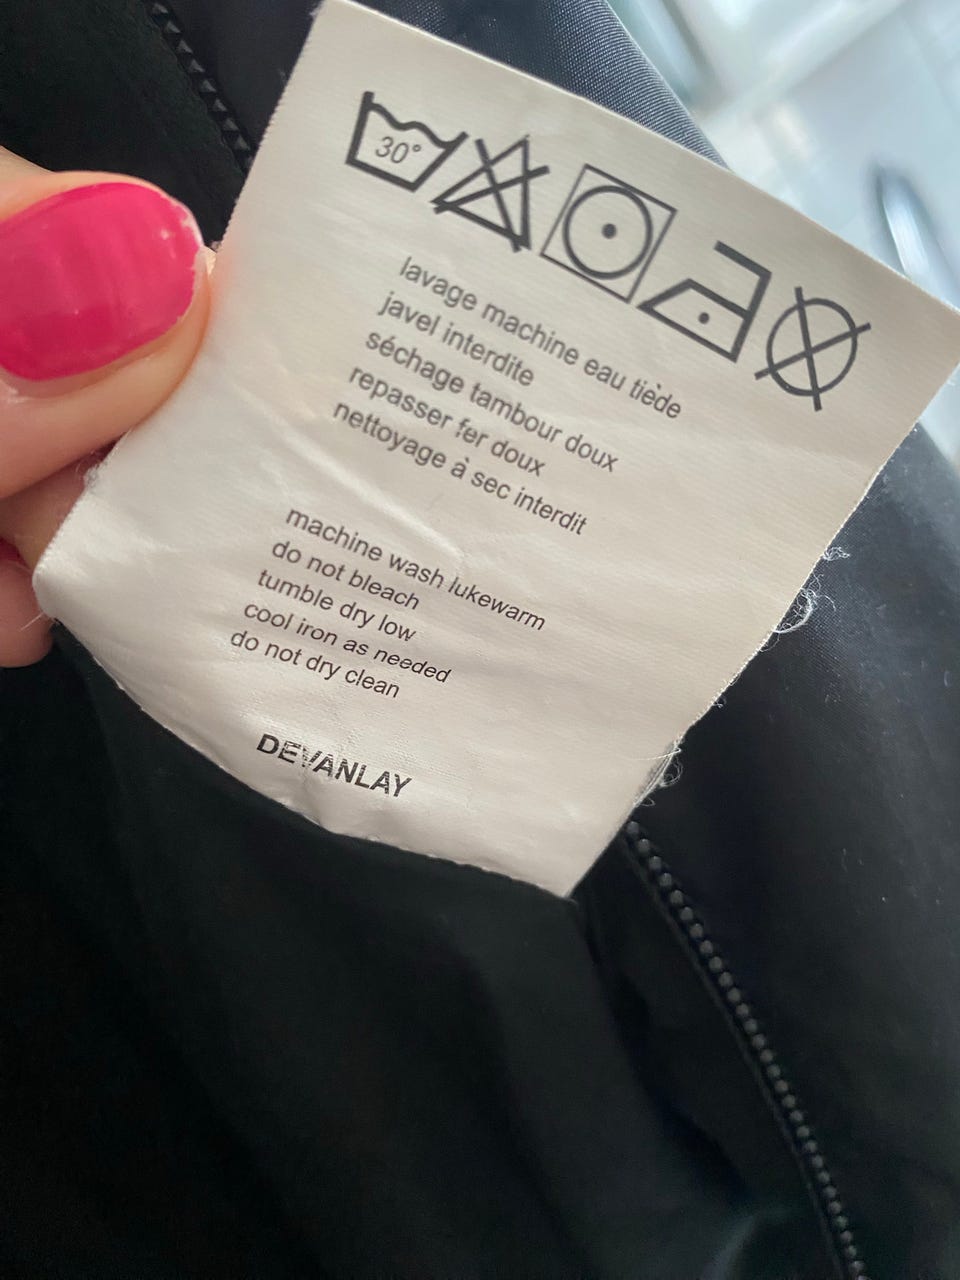 30°
lavage machine eau tiède
javel interdite
séchage tambour doux
repasser fer doux
nettoyage à sec interdit
machine wash lukewarm
do not bleach
tumble dry low
cool iron as needed
do not dry clean
DEVANLAY